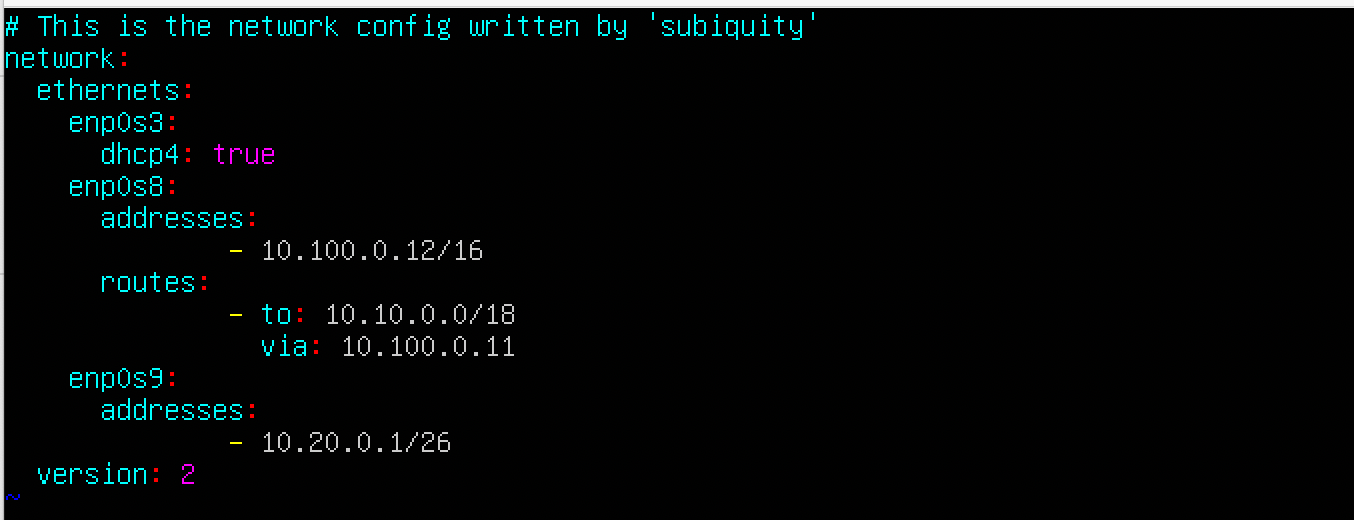 # This is the network config written by 'subiquity'
network:
  ethernets:
    enp0s3:
      dhcp4: true
    enp0s8:
      addresses:
              - 10.100.0.12/16
      routes:
              - to: 10.10.0.0/18
                via: 10.100.0.11
    enp0s9:
      addresses:
              - 10.20.0.1/26
  version: 2
~